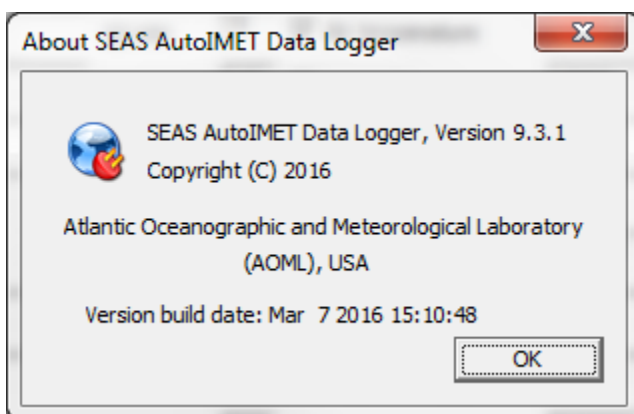 About SEAS AutoIMET Data Logger
SEAS AutoIMET Data Logger, Version 9.3.1
Copyright (C) 2016
Atlantic Oceanographic and Meteorological Laboratory
(AOML), USA
Version build date: Mar  7 2016 15:10:48
OK